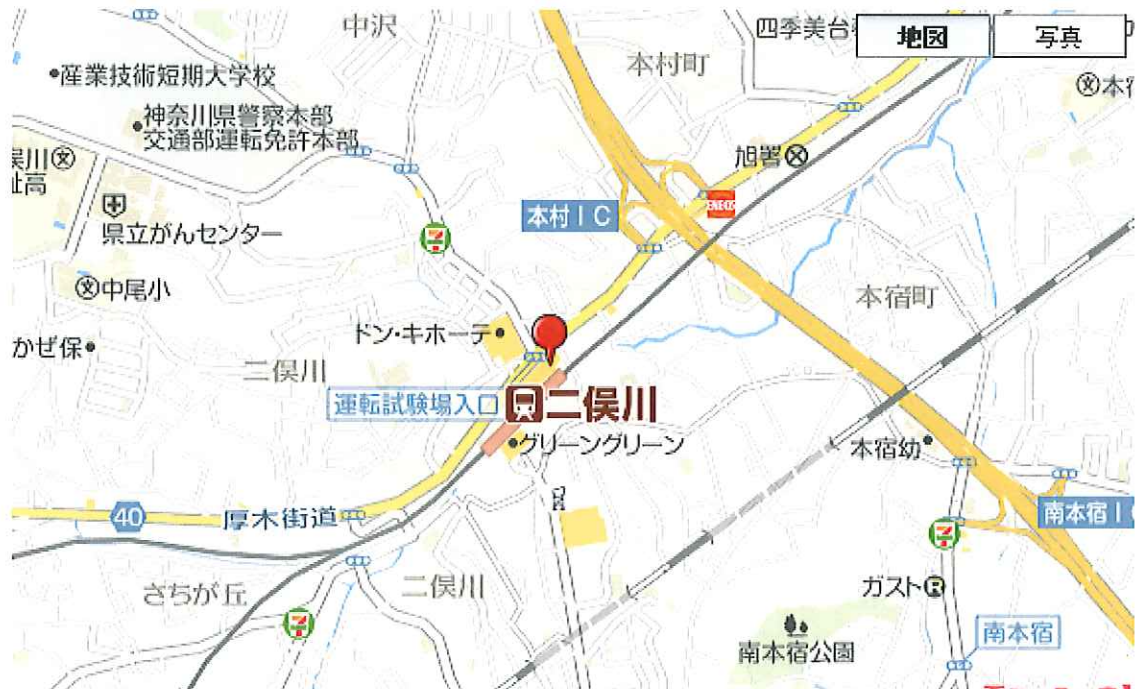 中沢
四季美台
地図
写真
本村町
産業技術短期大学校
神奈川県警察本部
交通部運転免許本部
旭署
ENEOS
本村IC
県立がんセンター
中尾小
本宿町
ドン・キホーテ
かぜ保
二俣川
運転試験場入口
二俣川
グリーングリーン
本宿幼
40
厚木街道
南本宿I
さちが丘
二俣川
ガスト
南本宿公園
南本宿